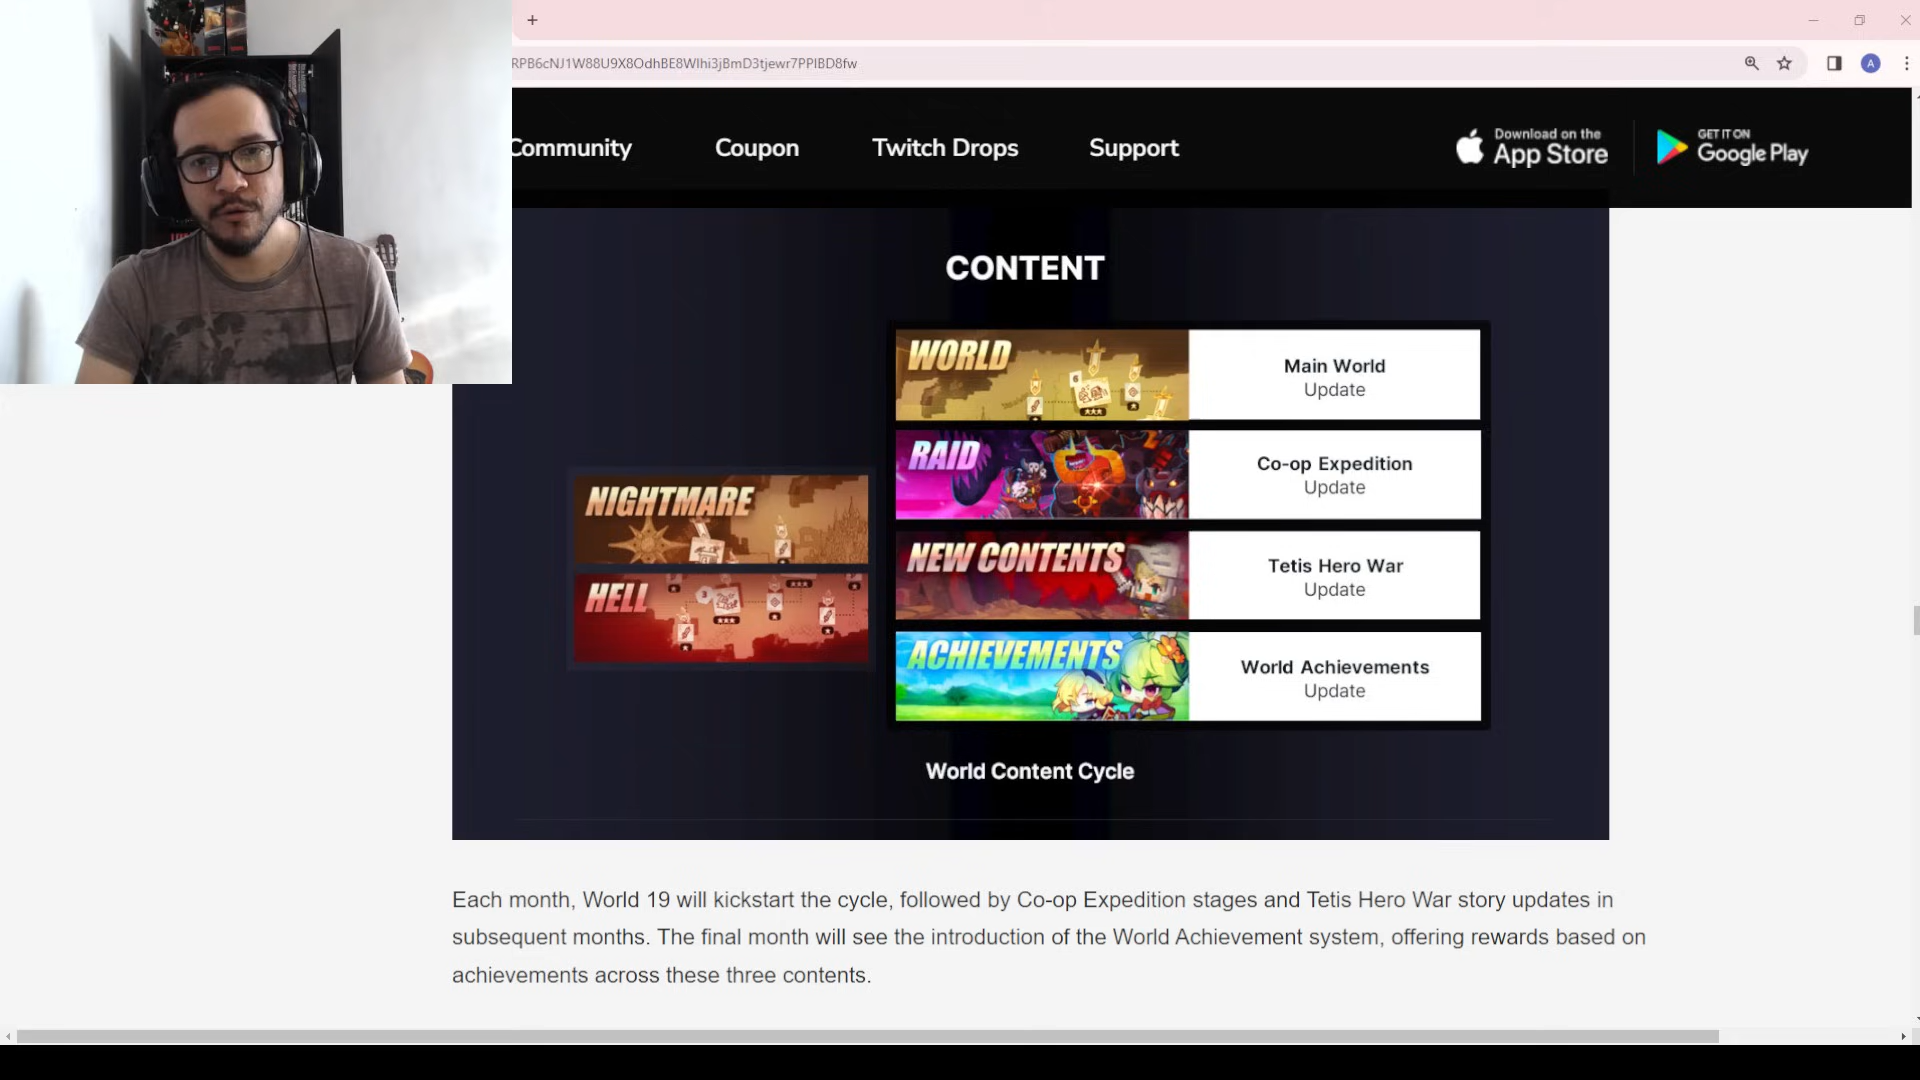 RPB6cNJ1W88U9X8OdhBE8WIhi3jBmD3tjewr7PPIBD8fw
A
Community
Coupon
Twitch Drops
Support
Download on the
App Store
GET IT ON
Google Play
CONTENT
WORLD
Main World
Update
RAID
Co-op Expedition
Update
NIGHTMARE
NEW CONTENTS
Tetis Hero War
Update
HELL
3
6
ACHIEVEMENTS
World Achievements
Update
World Content Cycle
Each month, World 19 will kickstart the cycle, followed by Co-op Expedition stages and Tetis Hero War story updates in
subsequent months. The final month will see the introduction of the World Achievement system, offering rewards based on
achievements across these three contents.